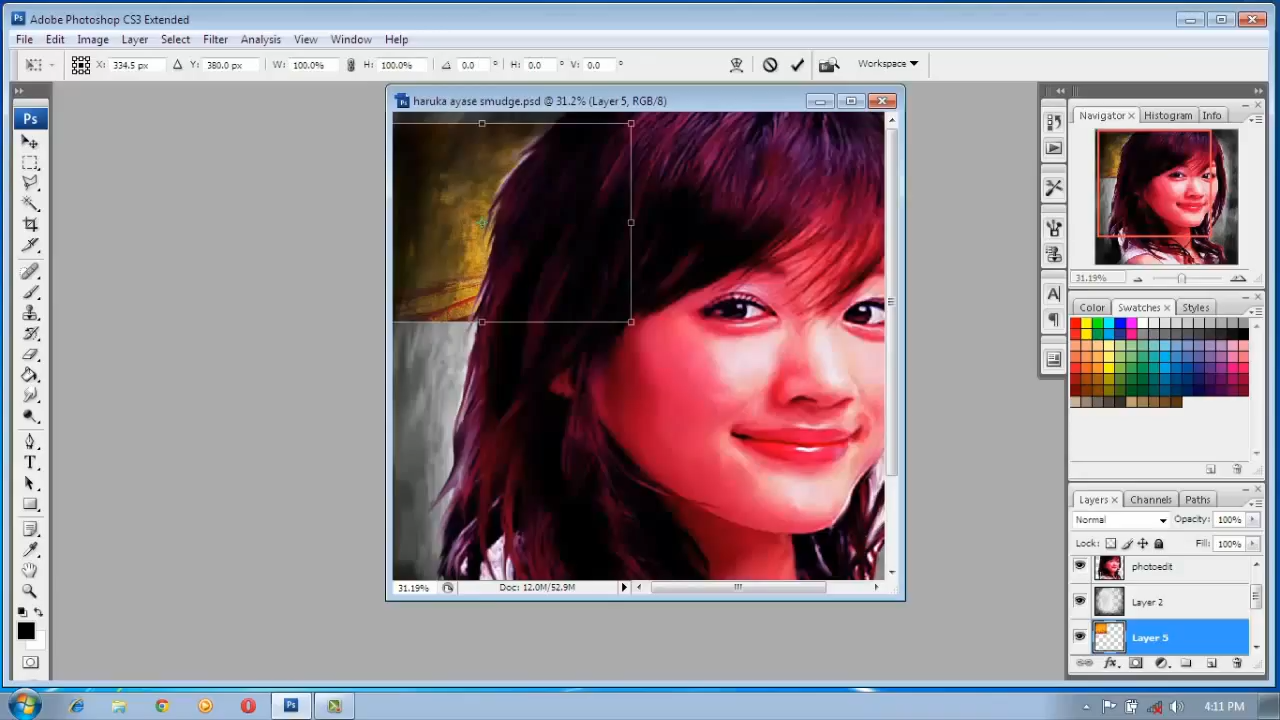 Adobe Photoshop CS3 Extended
File Edit Image Layer Select Filter Analysis View Window Help
X: 334.5 px Y: 380.0 px W: 100.0% H: 100.0% 0.0 ° H: 0.0 ° V: 0.0 ° Workspace
Ps
haruka ayase smudge.psd @ 31.2% (Layer 5, RGB/8)
Navigator × Histogram Info
31.19%
Color Swatches × Styles
Layers × Channels Paths
Normal Opacity: 100%
Lock: Fill: 100%
photoedit
Layer 2
Layer 5
31.19% Doc: 12.0M/52.9M
4:11 PM